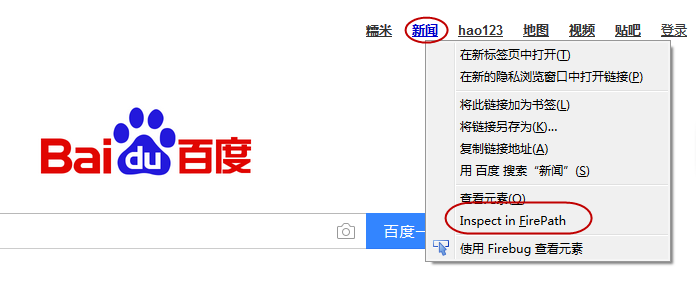 糯米 新闻 hao123 地图 视频 贴吧 登录
在新标签页中打开(T)
在新的隐私浏览窗口中打开链接(P)
将此链接加为书签(L)
将链接另存为(K)...
复制链接地址(A)
用 百度 搜索“新闻”(S)
查看元素(Q)
Inspect in FirePath
使用 Firebug 查看元素
Bai du 百度
百度一